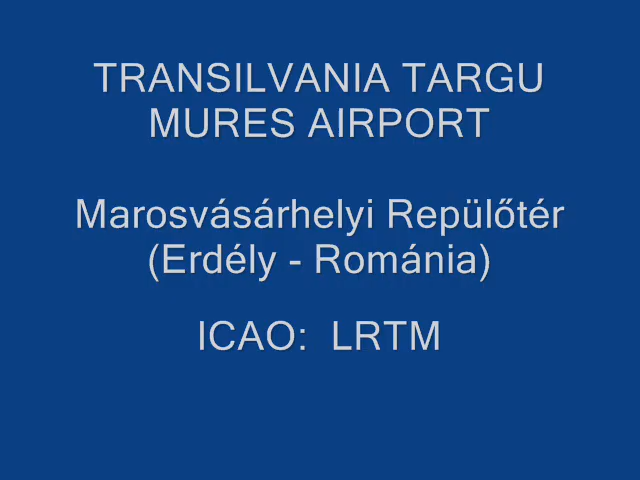 TRANSILVANIA TARGU
MURES AIRPORT
Marosvásárhelyi Repülőtér
(Erdély - Románia)
ICAO: LRTM